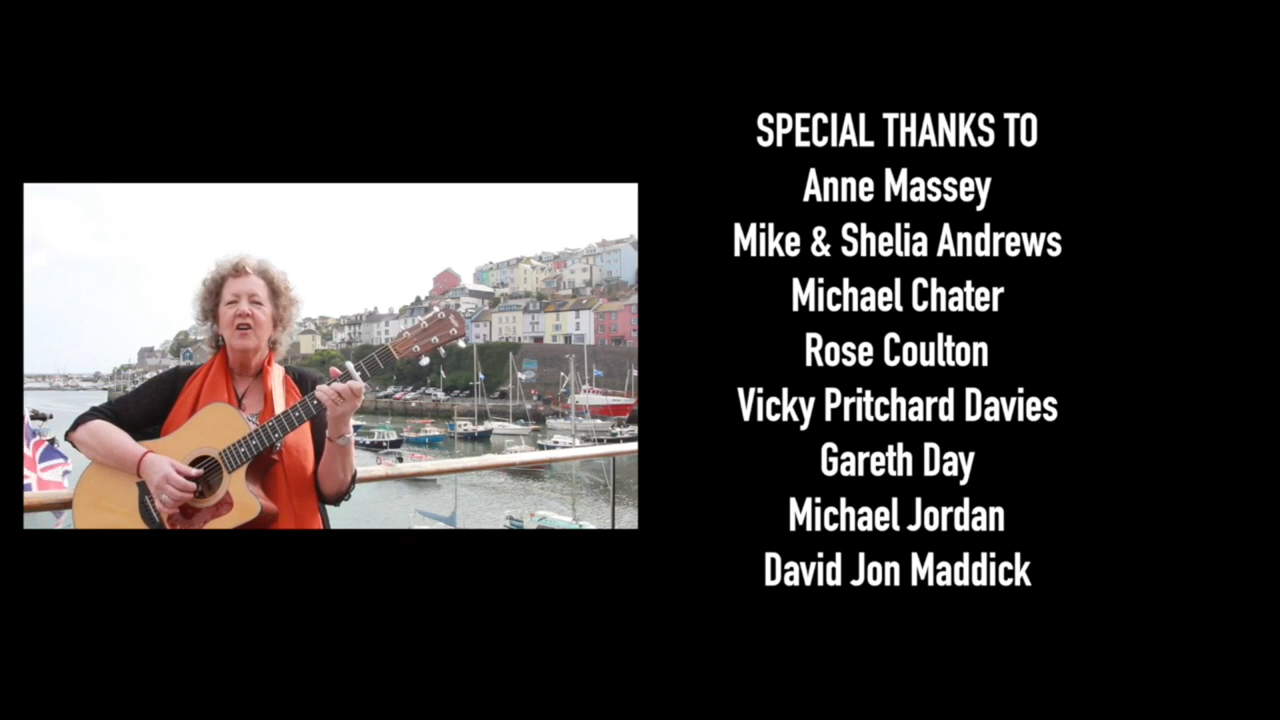 SPECIAL THANKS TO
Anne Massey
Mike & Shelia Andrews
Michael Chater
Rose Coulton
Vicky Pritchard Davies
Gareth Day
Michael Jordan
David Jon Maddick